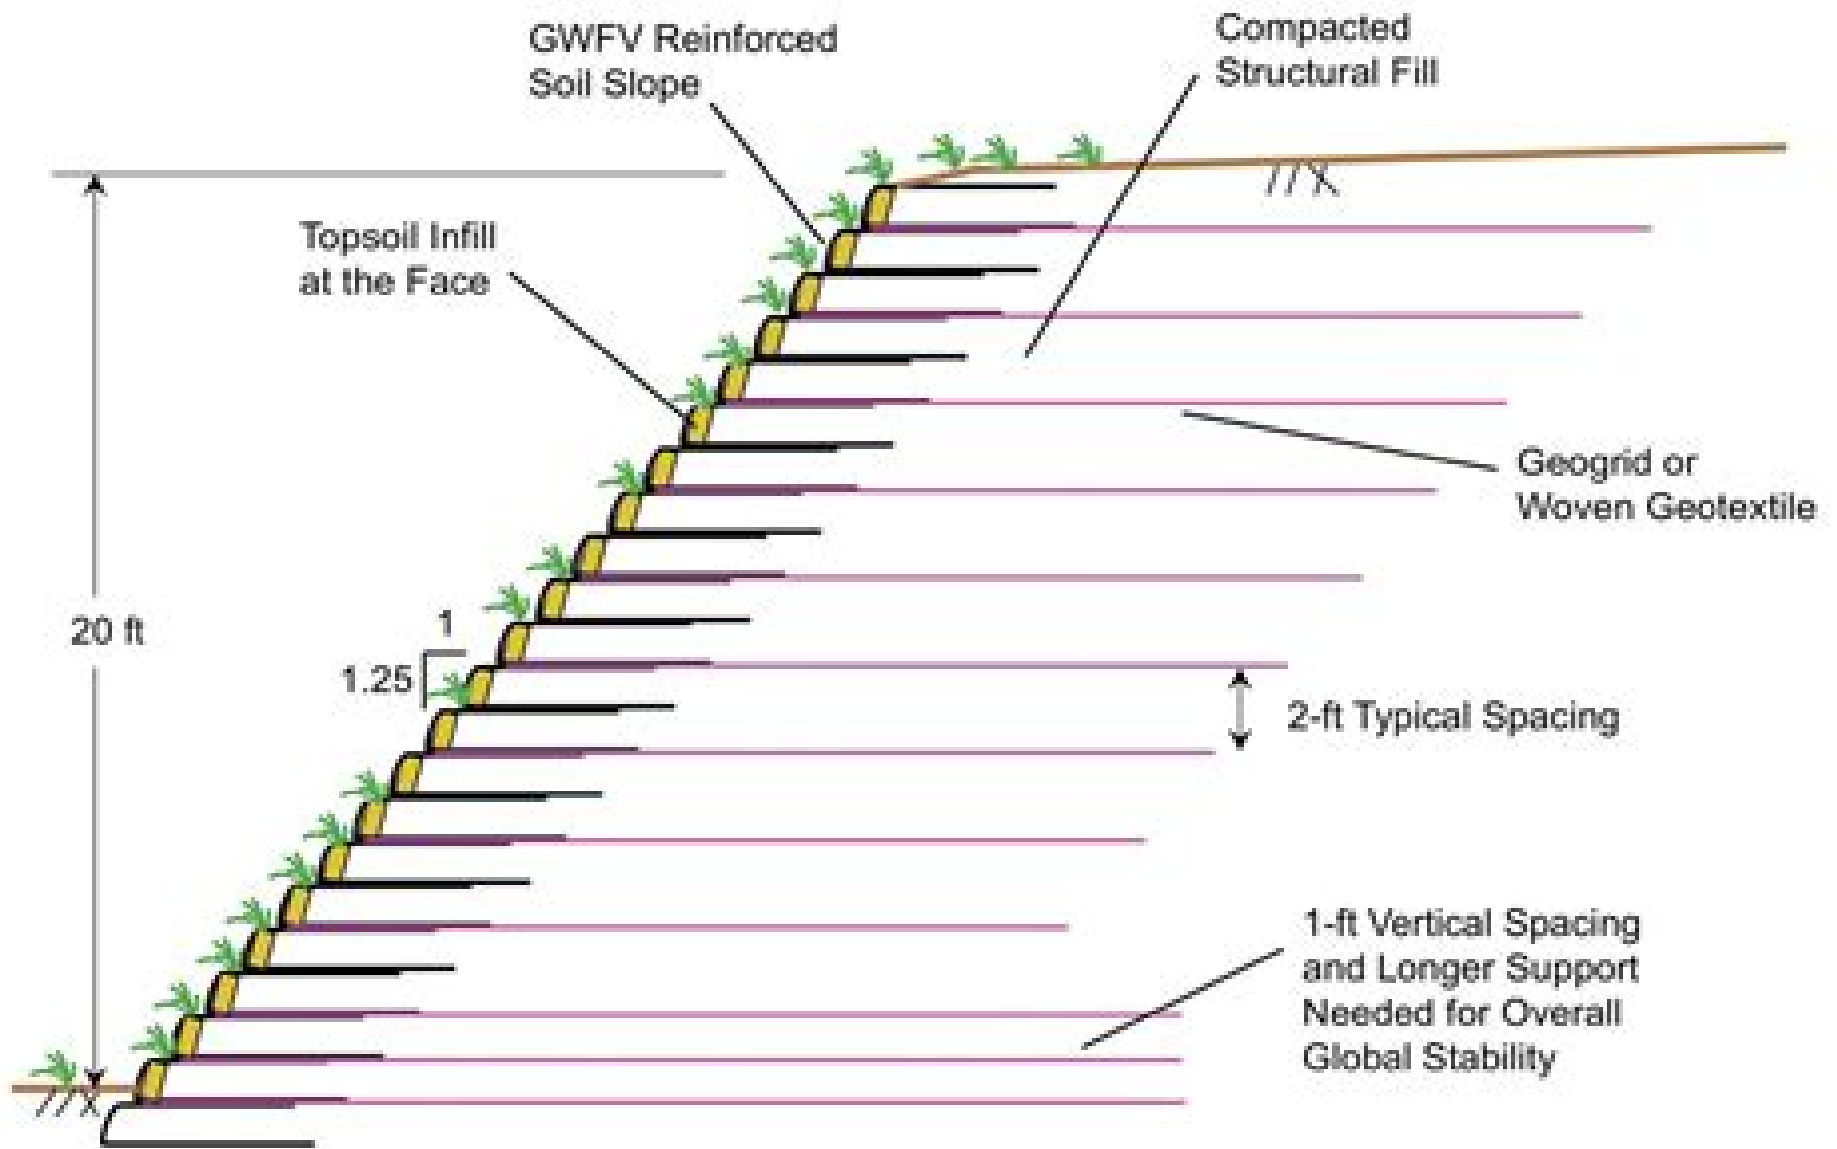 GWFV Reinforced
Soil Slope
Compacted
Structural Fill
Topsoil Infill
at the Face
Geogrid or
Woven Geotextile
20 ft
1
1.25
2-ft Typical Spacing
1-ft Vertical Spacing
and Longer Support
Needed for Overall
Global Stability